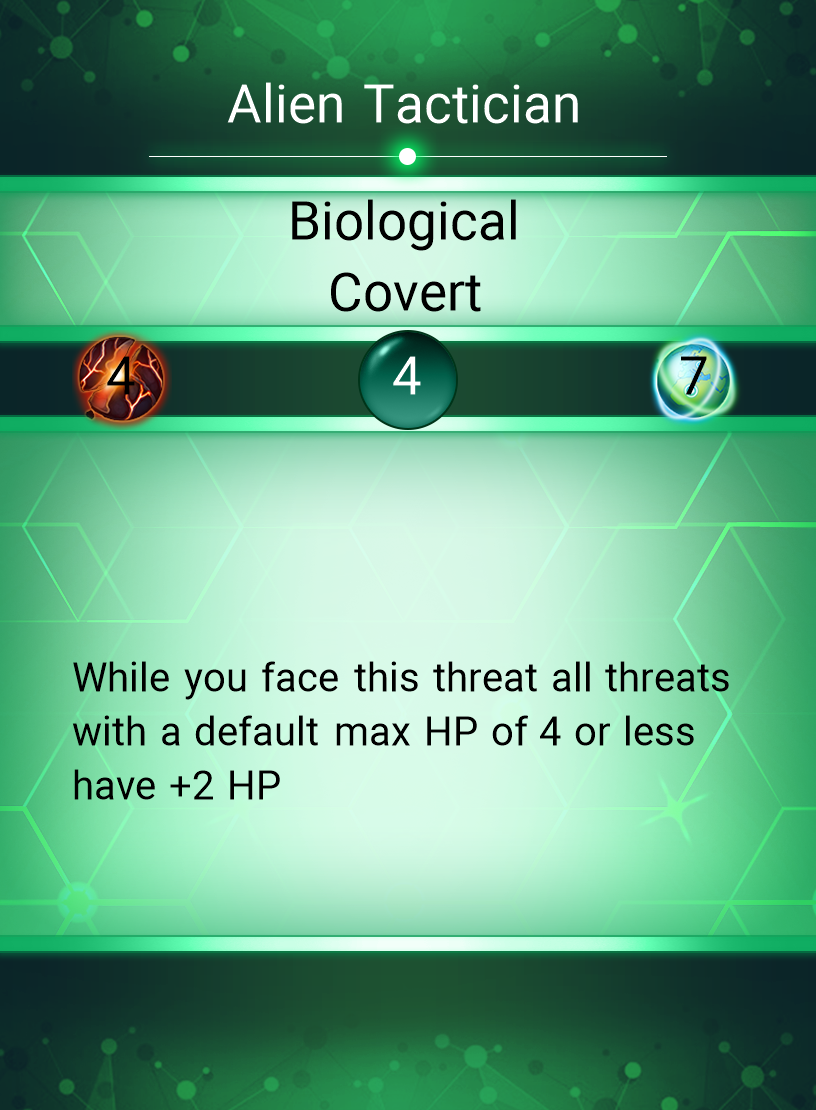 Alien Tactician
Biological
Covert
4 4 7
While you face this threat all threats
with a default max HP of 4 or less
have +2 HP